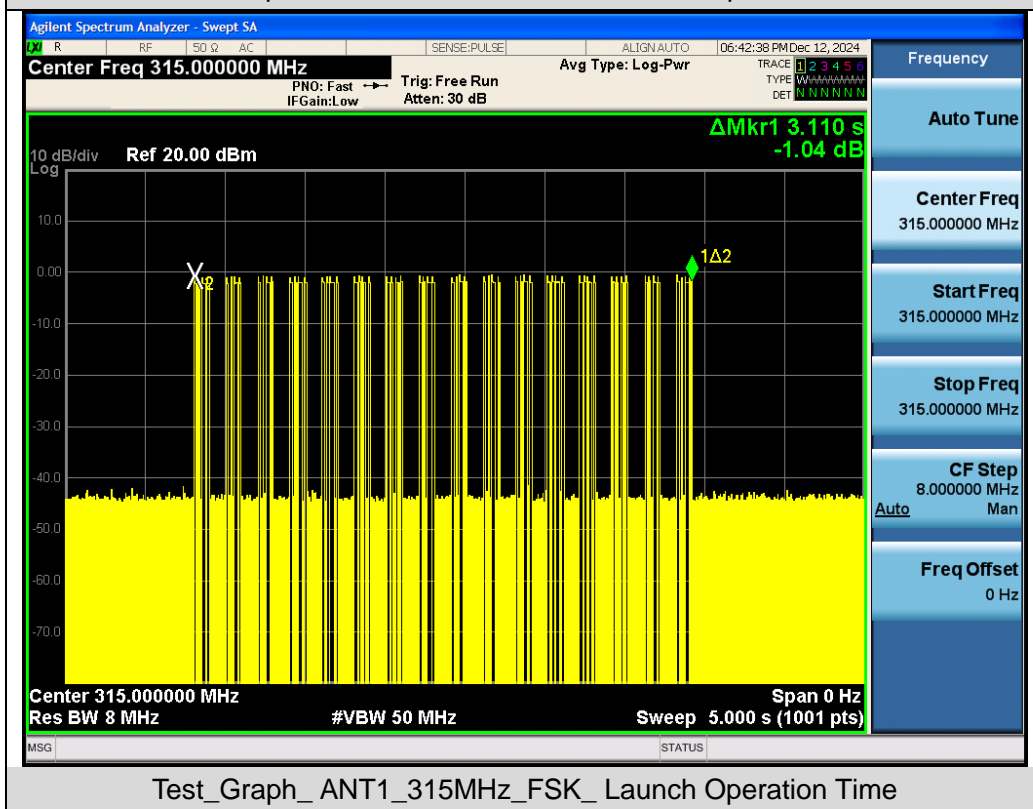 Agilent Spectrum Analyzer - Swept SA
LXI R RF 50 Ω AC SENSE:PULSE ALIGN AUTO 06:42:38 PM Dec 12, 2024
Center Freq 315.000000 MHz Avg Type: Log-Pwr TRACE 1 2 3 4 5 6
PNO: Fast Trig: Free Run TYPE WWWWWW
IFGain:Low Atten: 30 dB DET N N N N N N
ΔMkr1 3.110 s
10 dB/div Ref 20.00 dBm -1.04 dB
Log
10.0
0.00
-10.0
-20.0
-30.0
-40.0
-50.0
-60.0
-70.0
X2
1Δ2
Center 315.000000 MHz Span 0 Hz
Res BW 8 MHz #VBW 50 MHz Sweep 5.000 s (1001 pts)
MSG STATUS
Frequency
Auto Tune
Center Freq
315.000000 MHz
Start Freq
315.000000 MHz
Stop Freq
315.000000 MHz
CF Step
8.000000 MHz
Auto Man
Freq Offset
0 Hz
Test_Graph_ ANT1_315MHz_FSK_ Launch Operation Time